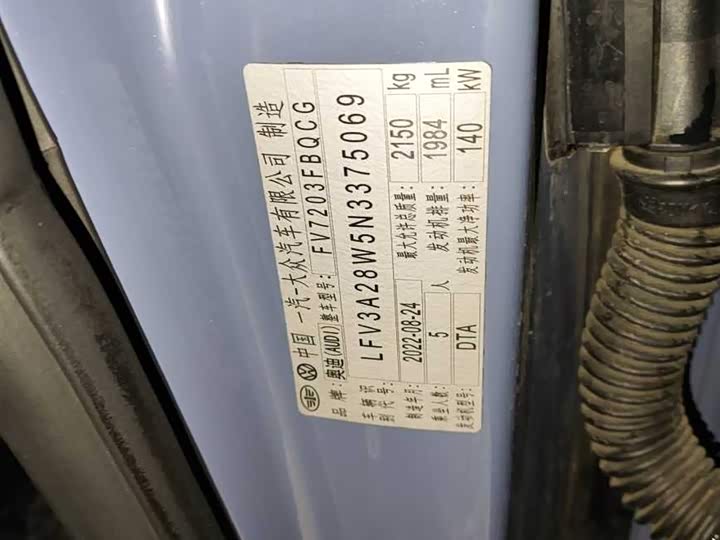 中国 一汽-大众汽车有限公司 制造
品牌: 奥迪(AUDI) 整车型号: FV7203FBQCG
车辆识别代号: LFV3A28W5N3375069
制造年月: 2022-08-24 最大允许总质量: 2150 kg
乘坐人数: 5 人 发动机排量: 1984 mL
发动机型号: DTA 发动机最大净功率: 140 kW